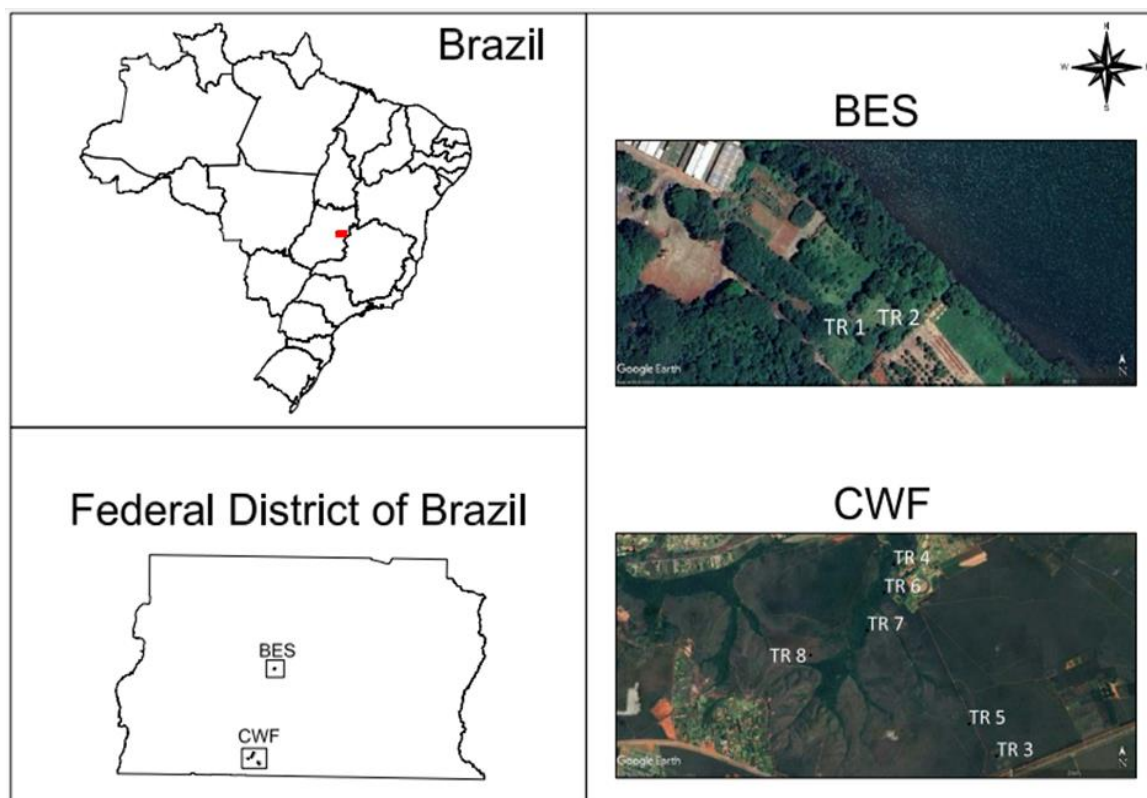 Brazil
N
W
S
BES
TR 1
TR 2
Google Earth
N
Federal District of Brazil
BES
CWF
CWF
TR 4
TR 6
TR 7
TR 8
TR 5
TR 3
Google Earth
N